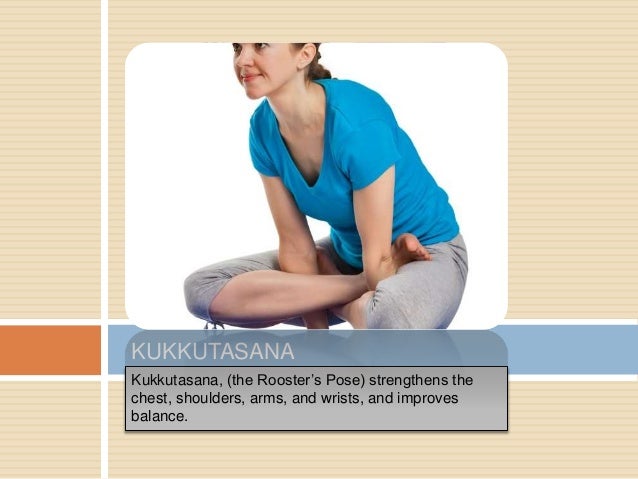 KUKKUTASANA
Kukkutasana, (the Rooster’s Pose) strengthens the
chest, shoulders, arms, and wrists, and improves
balance.